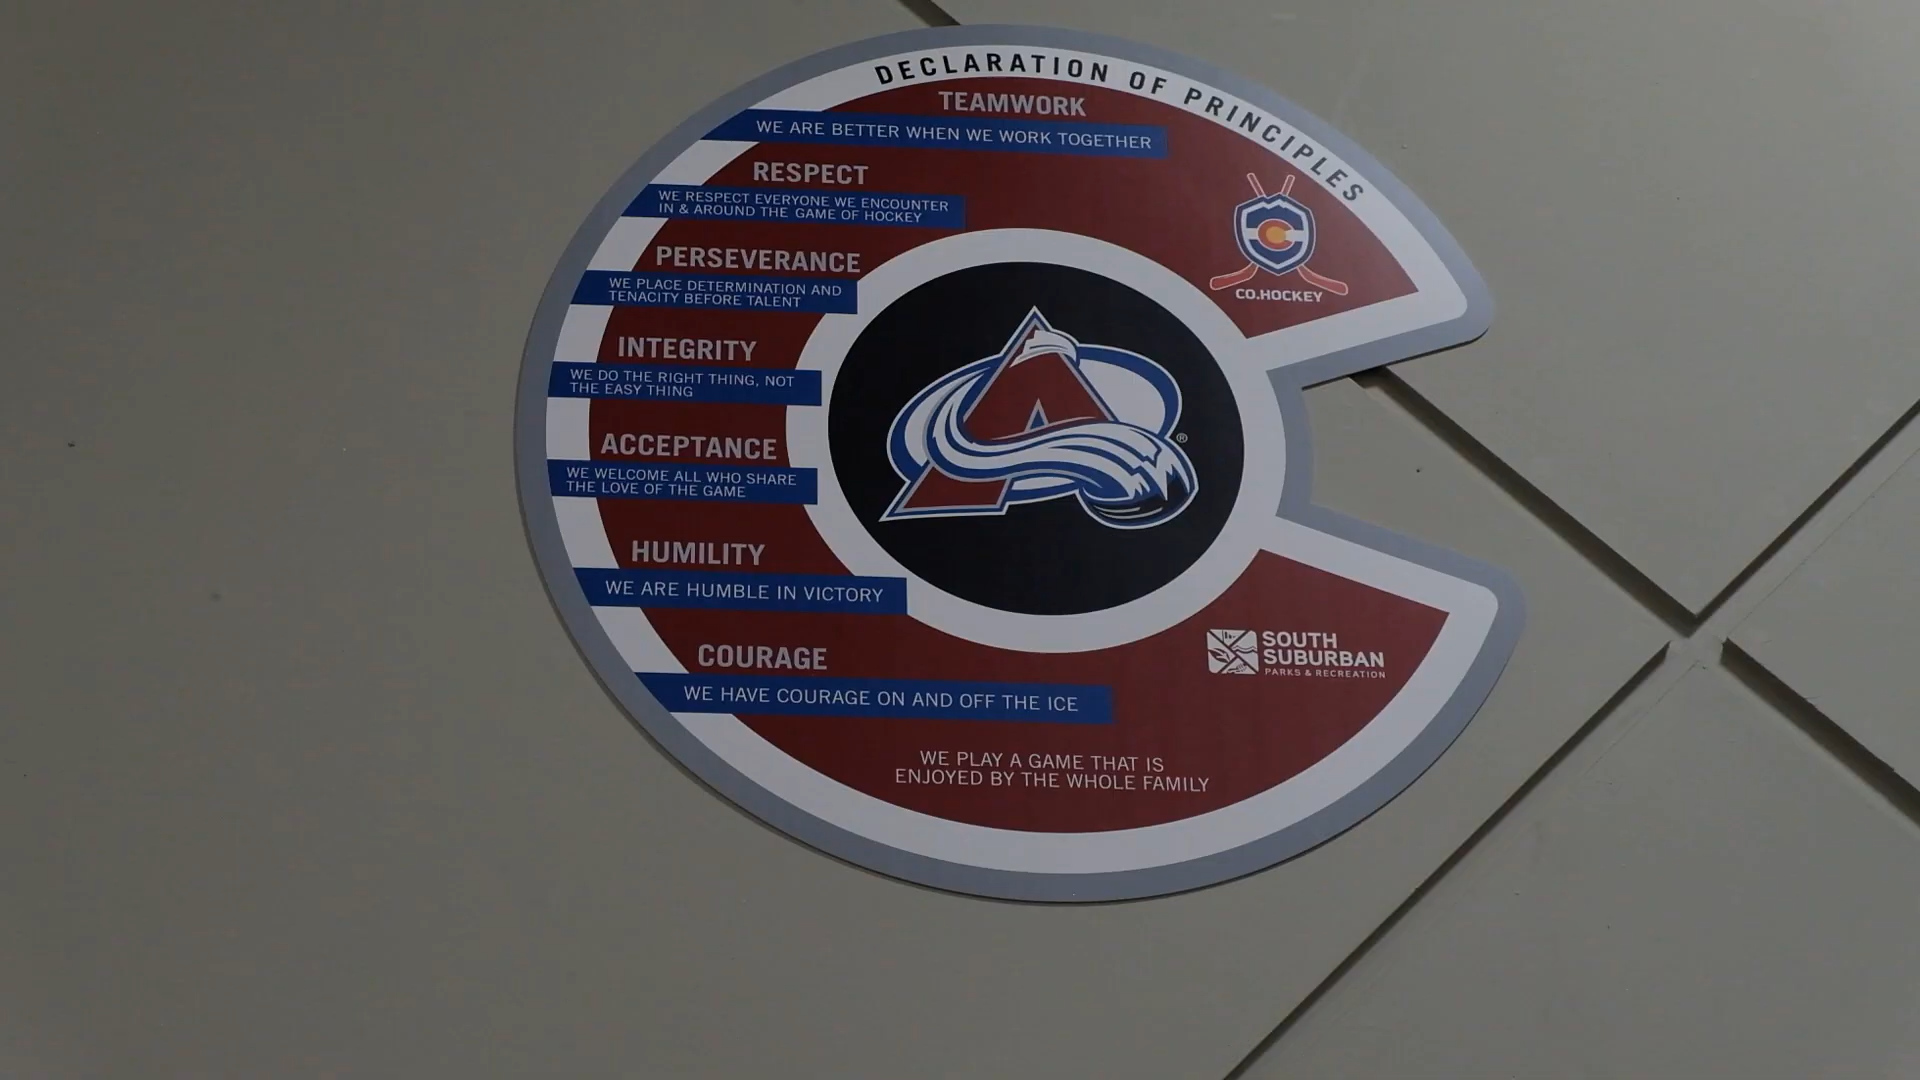 DECLARATION OF PRINCIPLES
TEAMWORK
WE ARE BETTER WHEN WE WORK TOGETHER
RESPECT
WE RESPECT EVERYONE WE ENCOUNTER
IN & AROUND THE GAME OF HOCKEY
PERSEVERANCE
WE PLACE DETERMINATION AND
TENACITY BEFORE TALENT
INTEGRITY
WE DO THE RIGHT THING, NOT
THE EASY THING
ACCEPTANCE
WE WELCOME ALL WHO SHARE
THE LOVE OF THE GAME
HUMILITY
WE ARE HUMBLE IN VICTORY
COURAGE
WE HAVE COURAGE ON AND OFF THE ICE
WE PLAY A GAME THAT IS
ENJOYED BY THE WHOLE FAMILY
CO.HOCKEY
A
®
SOUTH
SUBURBAN
PARKS & RECREATION